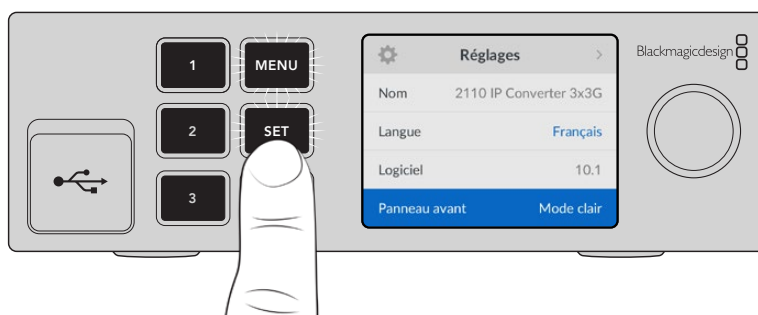 1
MENU
2
SET
3
Réglages
Nom 2110 IP Converter 3x3G
Langue Français
Logiciel 10.1
Panneau avant Mode clair
Blackmagicdesign